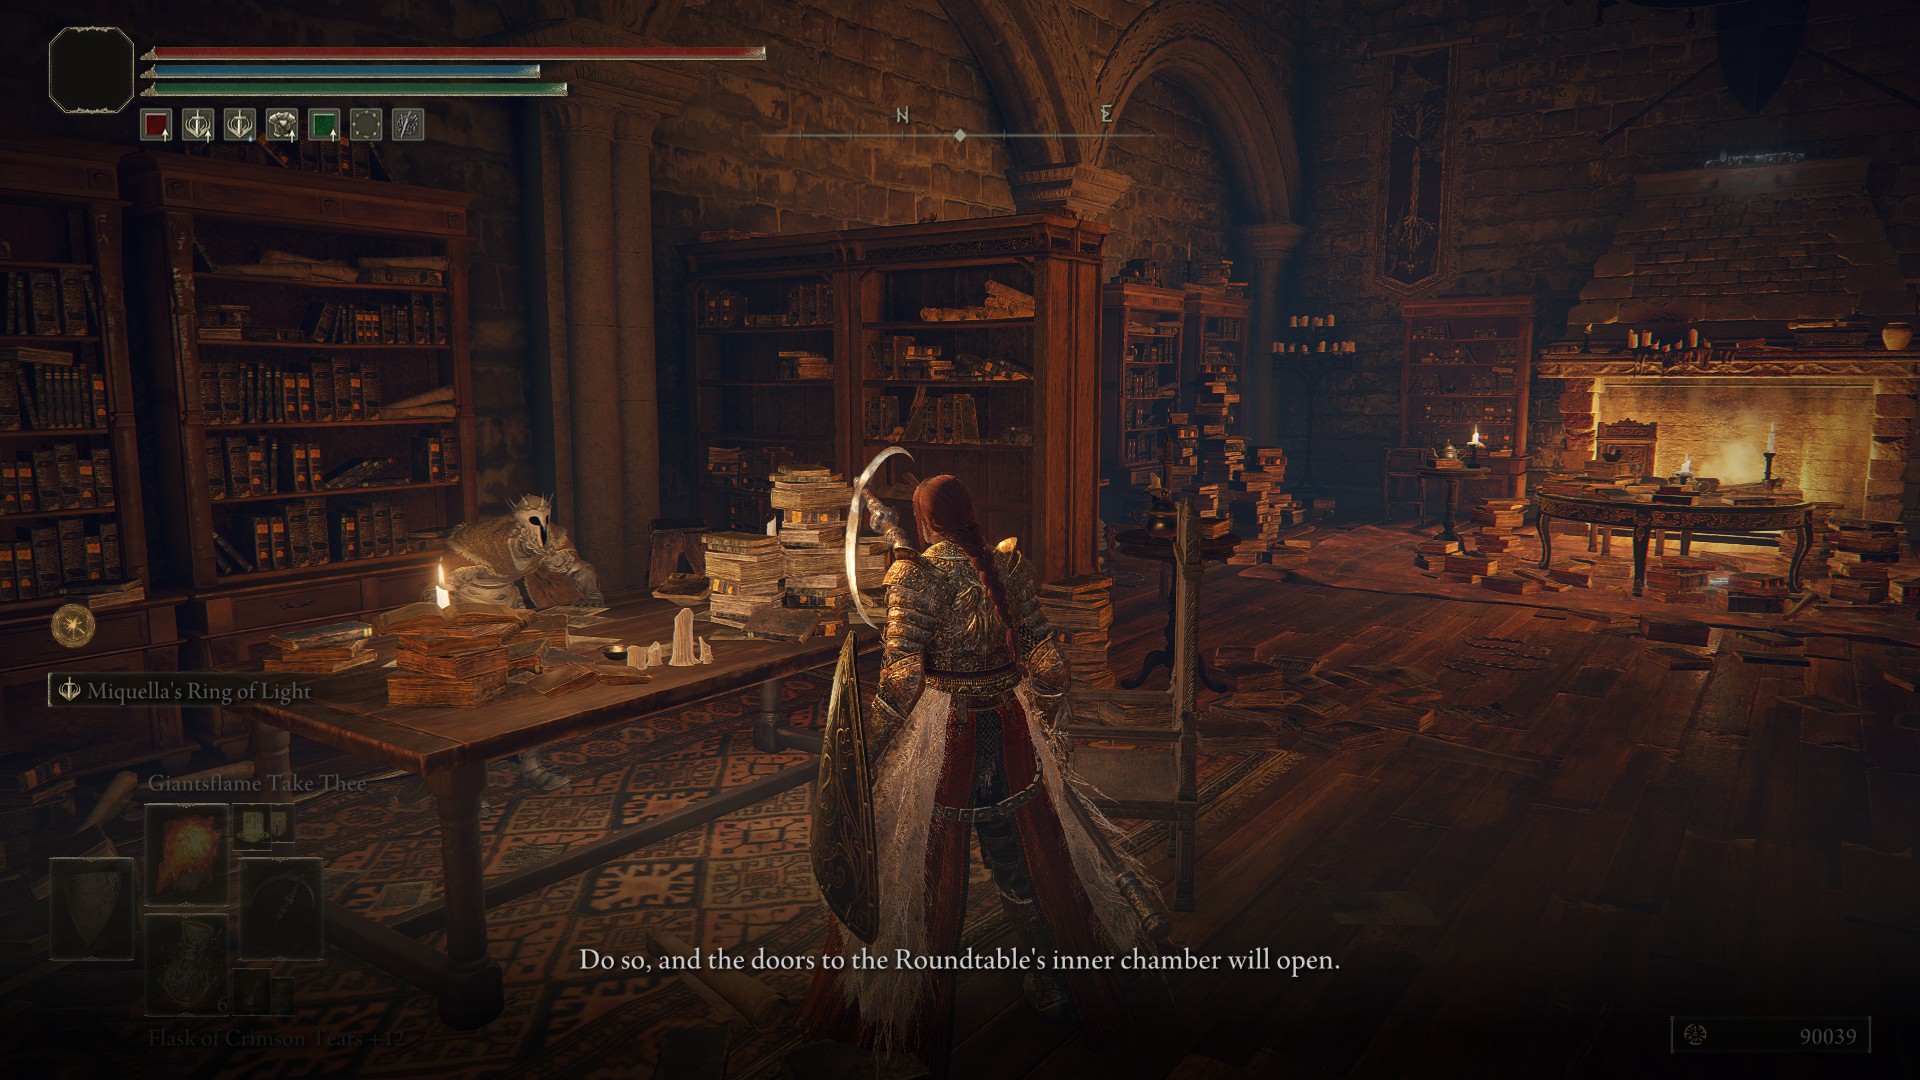 N
E
Miquella's Ring of Light
Giantsflame Take Thee
6
Do so, and the doors to the Roundtable's inner chamber will open.
Flask of Crimson Tears +12
90039